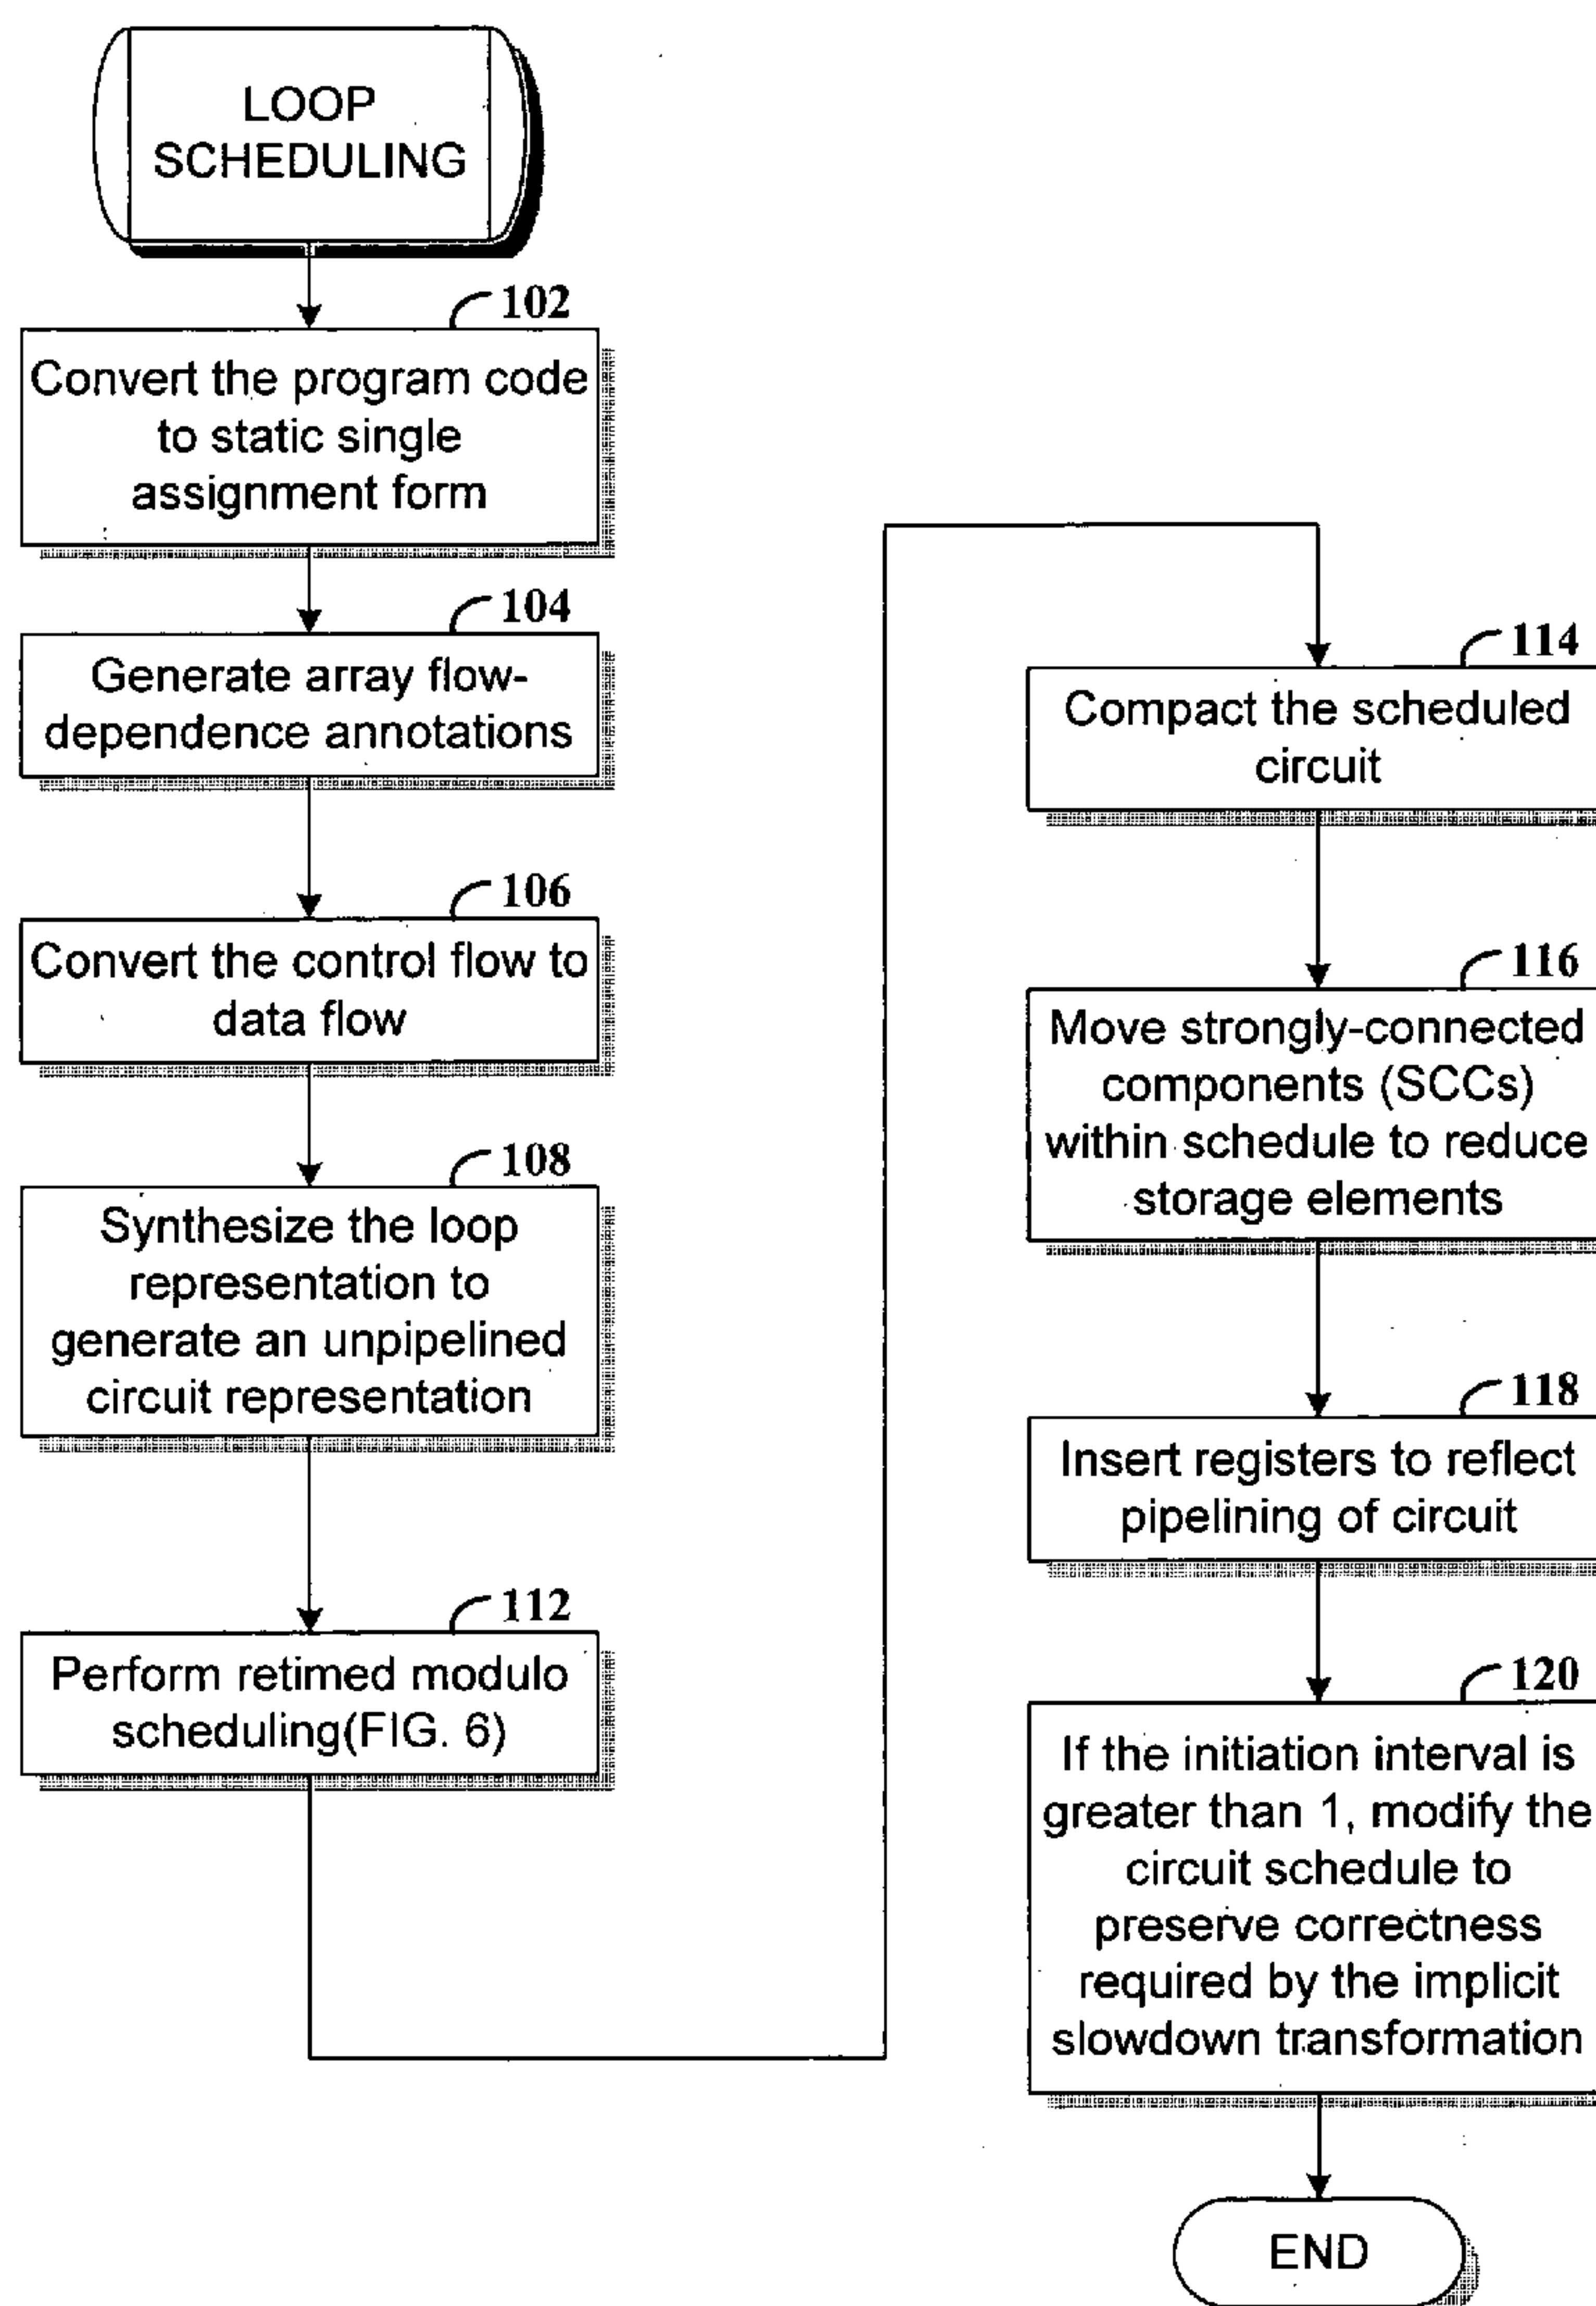 LOOP
SCHEDULING
102
Convert the program code
to static single
assignment form
104
Generate array flow-
dependence annotations
106
Convert the control flow to
data flow
108
Synthesize the loop
representation to
generate an unpipelined
circuit representation
112
Perform retimed modulo
scheduling(FIG. 6)
114
Compact the scheduled
circuit
116
Move strongly-connected
components (SCCs)
within schedule to reduce
storage elements
118
Insert registers to reflect
pipelining of circuit
120
If the initiation interval is
greater than 1, modify the
circuit schedule to
preserve correctness
required by the implicit
slowdown transformation
END